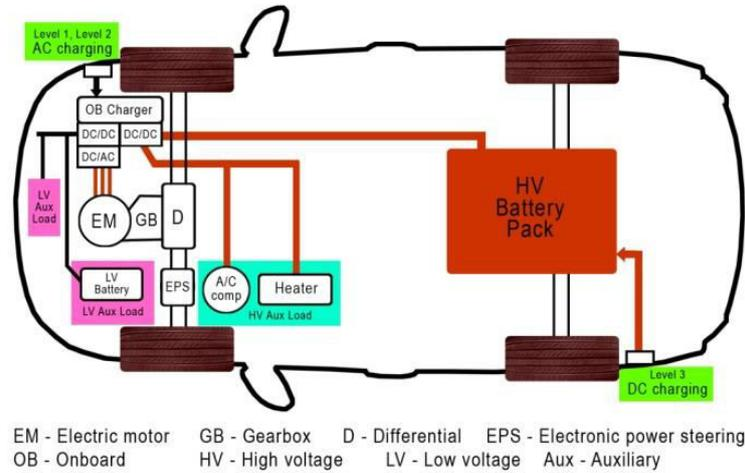 Level 1, Level 2
AC charging
OB Charger
DC/DC
DC/DC
DC/AC
LV
Aux
Load
EM
GB
D
HV
Battery
Pack
LV
Battery
LV Aux Load
EPS
A/C
comp
Heater
HV Aux Load
Level 3
DC charging
EM - Electric motor GB - Gearbox D - Differential EPS - Electronic power steering
OB - Onboard HV - High voltage LV - Low voltage Aux - Auxiliary